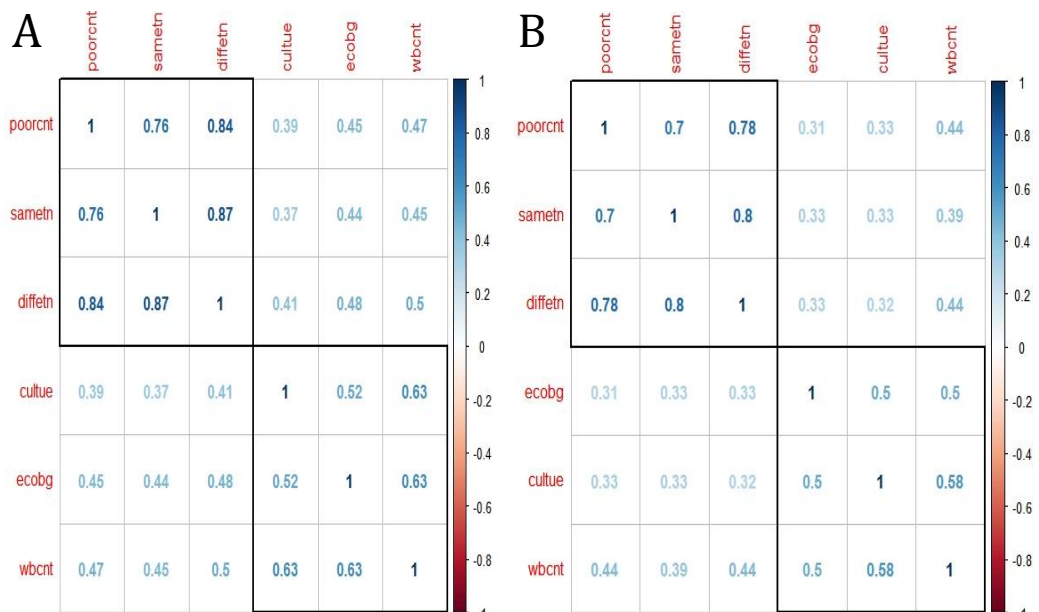 A
poorcnt sametn diffetn cultue ecobg wbcnt
poorcnt 1 0.76 0.84 0.39 0.45 0.47
sametn 0.76 1 0.87 0.37 0.44 0.45
diffetn 0.84 0.87 1 0.41 0.48 0.5
cultue 0.39 0.37 0.41 1 0.52 0.63
ecobg 0.45 0.44 0.48 0.52 1 0.63
wbcnt 0.47 0.45 0.5 0.63 0.63 1
1
0.8
0.6
0.4
0.2
0
-0.2
-0.4
-0.6
-0.8
-1
B
poorcnt sametn diffetn ecobg cultue wbcnt
poorcnt 1 0.7 0.78 0.31 0.33 0.44
sametn 0.7 1 0.8 0.33 0.33 0.39
diffetn 0.78 0.8 1 0.33 0.32 0.44
ecobg 0.31 0.33 0.33 1 0.5 0.5
cultue 0.33 0.33 0.32 0.5 1 0.58
wbcnt 0.44 0.39 0.44 0.5 0.58 1
1
0.8
0.6
0.4
0.2
0
-0.2
-0.4
-0.6
-0.8
-1